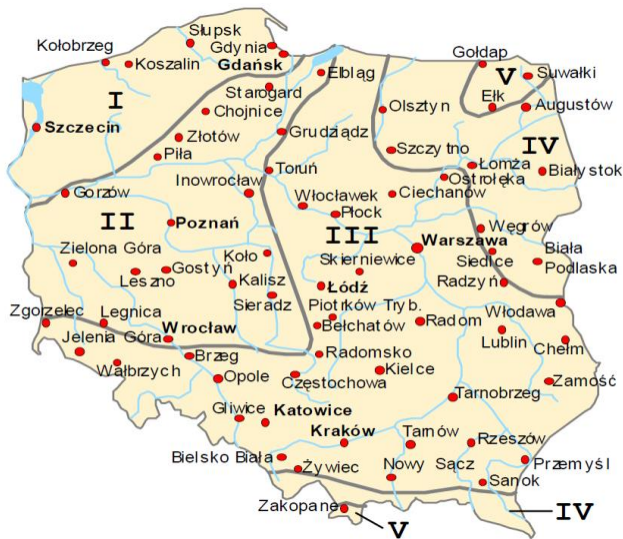 Słupsk
Kołobrzeg
Gdynia
Gołdap
Koszalin
Gdańsk
Elbląg
V
Suwałki
Starogard
I
Chojnice
Olsztyn
Ełk
Augustów
Szczecin
Złotów
Grudziądz
IV
Piła
Szczytno
Toruń
Łomża
Białystok
Inowrocław
Ostrołęka
Gorzów
Włocławek
Ciechanów
II
Płock
Poznań
Węgrów
III
Warszawa
Zielona Góra
Koło
Skierniewice
Siedlce
Biała
Podlaska
Leszno
Gostyń
Kalisz
Łódź
Radzyń
Sieradz
Piotrków Tryb.
Włodawa
Zgorzelec
Legnica
Wrocław
Bełchatów
Radom
Lublin
Jelenia Góra
Chełm
Brzeg
Radomsko
Wałbrzych
Opole
Częstochowa
Kielce
Zamość
Tarnobrzeg
Gliwice
Katowice
Kraków
Tarnów
Rzeszów
Bielsko Biała
Żywiec
Nowy Sącz
Przemyśl
Sanok
Zakopane
V
IV